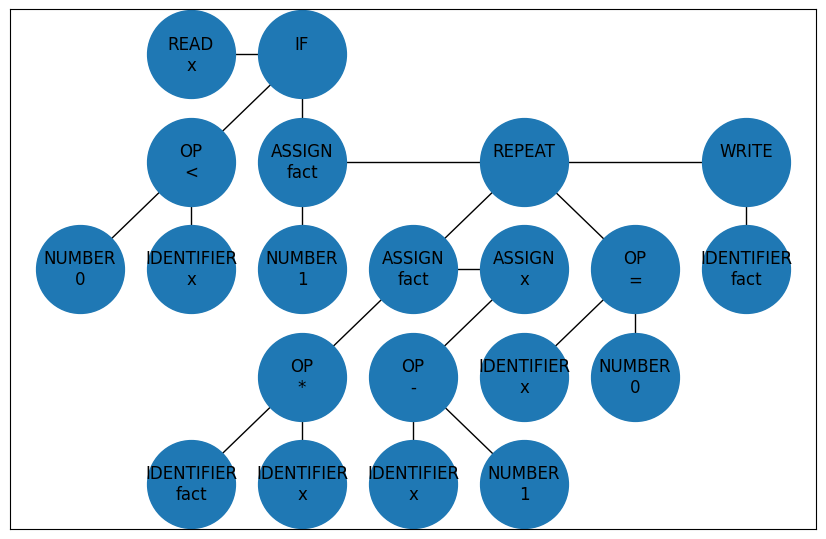 READ
x
IF
OP
<
ASSIGN
fact
REPEAT
WRITE
NUMBER
0
IDENTIFIER
x
NUMBER
1
ASSIGN
fact
ASSIGN
x
OP
=
IDENTIFIER
fact
OP
*
OP
-
IDENTIFIER
x
NUMBER
0
IDENTIFIER
fact
IDENTIFIER
x
IDENTIFIER
x
NUMBER
1